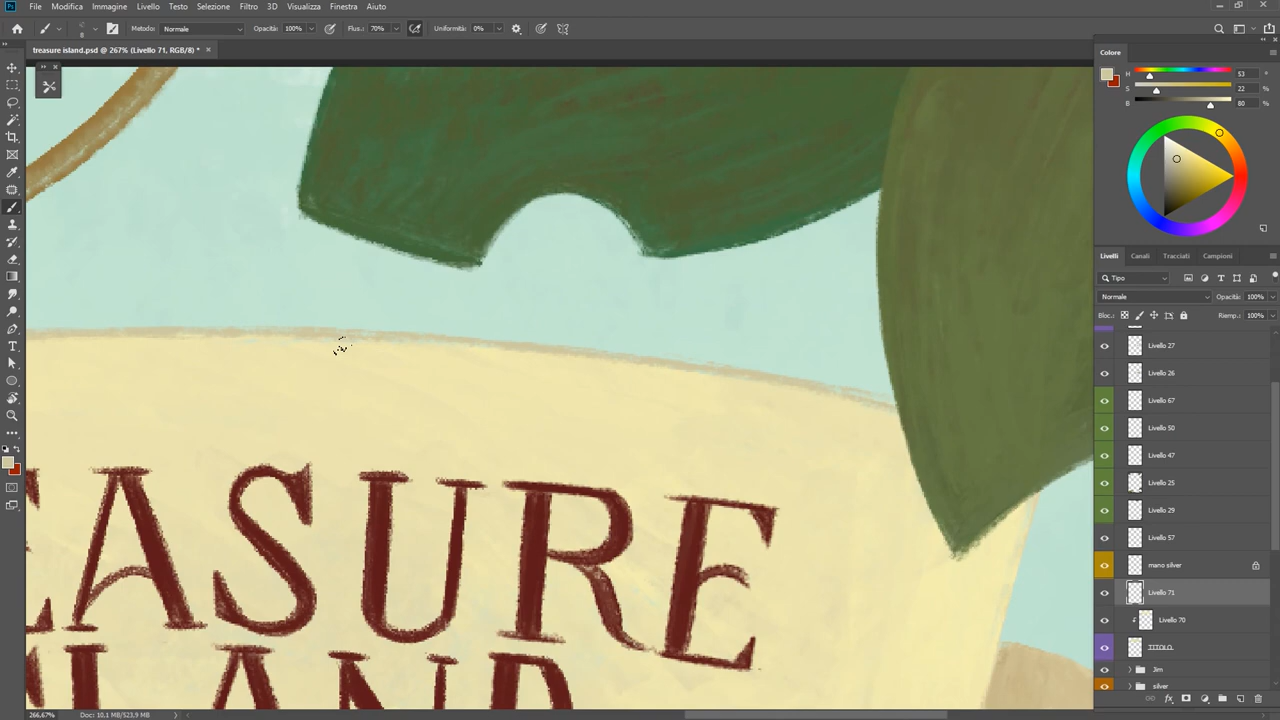 File Modifica Immagine Livello Testo Selezione Filtro 3D Visualizza Finestra Aiuto
Metodo: Normale Opacità: 100% Flus.: 70% Uniformità: 0%
treasure island.psd @ 267% (Livello 71, RGB/8) *
Colore
H 53 °
S 22 %
B 80 %
EASURE
LAND
Livelli Canali Tracciati Campioni
Tipo
Normale Opacità: 100%
Bloc.: Riemp.: 100%
Livello 27
Livello 26
Livello 67
Livello 50
Livello 47
Livello 25
Livello 29
Livello 57
mano silver
Livello 71
Livello 70
TITOLO
Jim
silver
266,67% Doc: 10,1 MB/523,9 MB